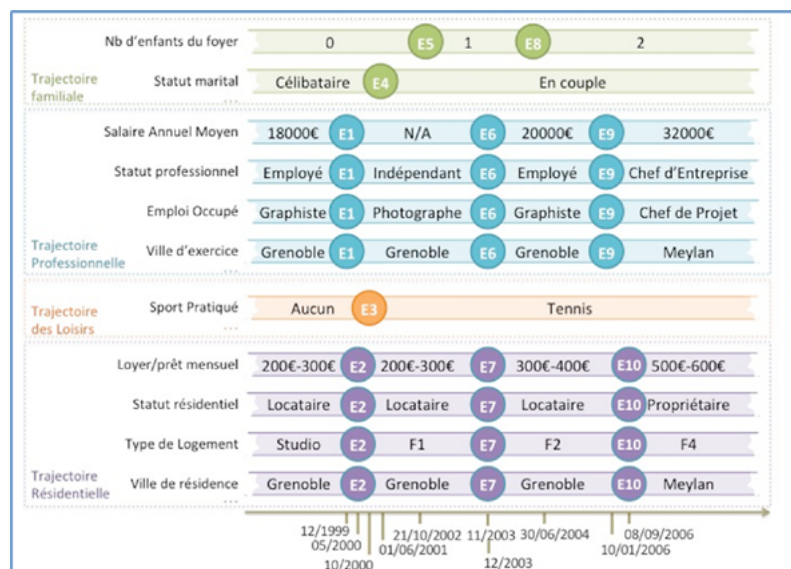 Nb d'enfants du foyer 0 E5 1 E8 2
Trajectoire
familiale
Statut marital Célibataire E4 En couple
...
Salaire Annuel Moyen 18000€ E1 N/A E6 20000€ E9 32000€
Statut professionnel Employé E1 Indépendant E6 Employé E9 Chef d'Entreprise
Emploi Occupé Graphiste E1 Photographe E6 Graphiste E9 Chef de Projet
Trajectoire
Professionnelle
Ville d'exercice Grenoble E1 Grenoble E6 Grenoble E9 Meylan
...
Trajectoire
des Loisirs
Sport Pratiqué Aucun E3 Tennis
...
Loyer/prêt mensuel 200€-300€ E2 200€-300€ E7 300€-400€ E10 500€-600€
Statut résidentiel Locataire E2 Locataire E7 Locataire E10 Propriétaire
Type de Logement Studio E2 F1 E7 F2 E10 F4
Trajectoire
Résidentielle
Ville de résidence Grenoble E2 Grenoble E7 Grenoble E10 Meylan
...
12/1999 21/10/2002 11/2003 30/06/2004 08/09/2006
05/2000 01/06/2001 10/01/2006
10/2000 12/2003